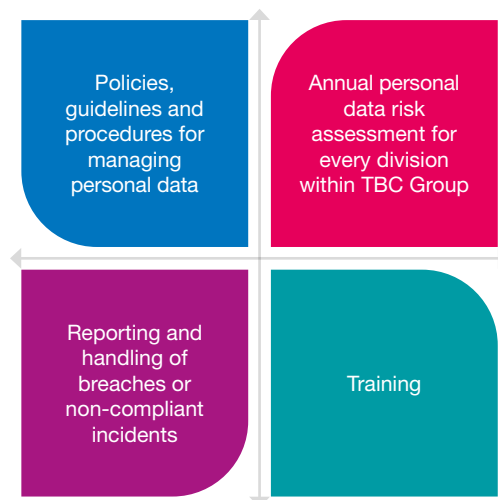 Policies,
guidelines and
procedures for
managing
personal data
Annual personal
data risk
assessment for
every division
within TBC Group
Reporting and
handling of
breaches or
non-compliant
incidents
Training